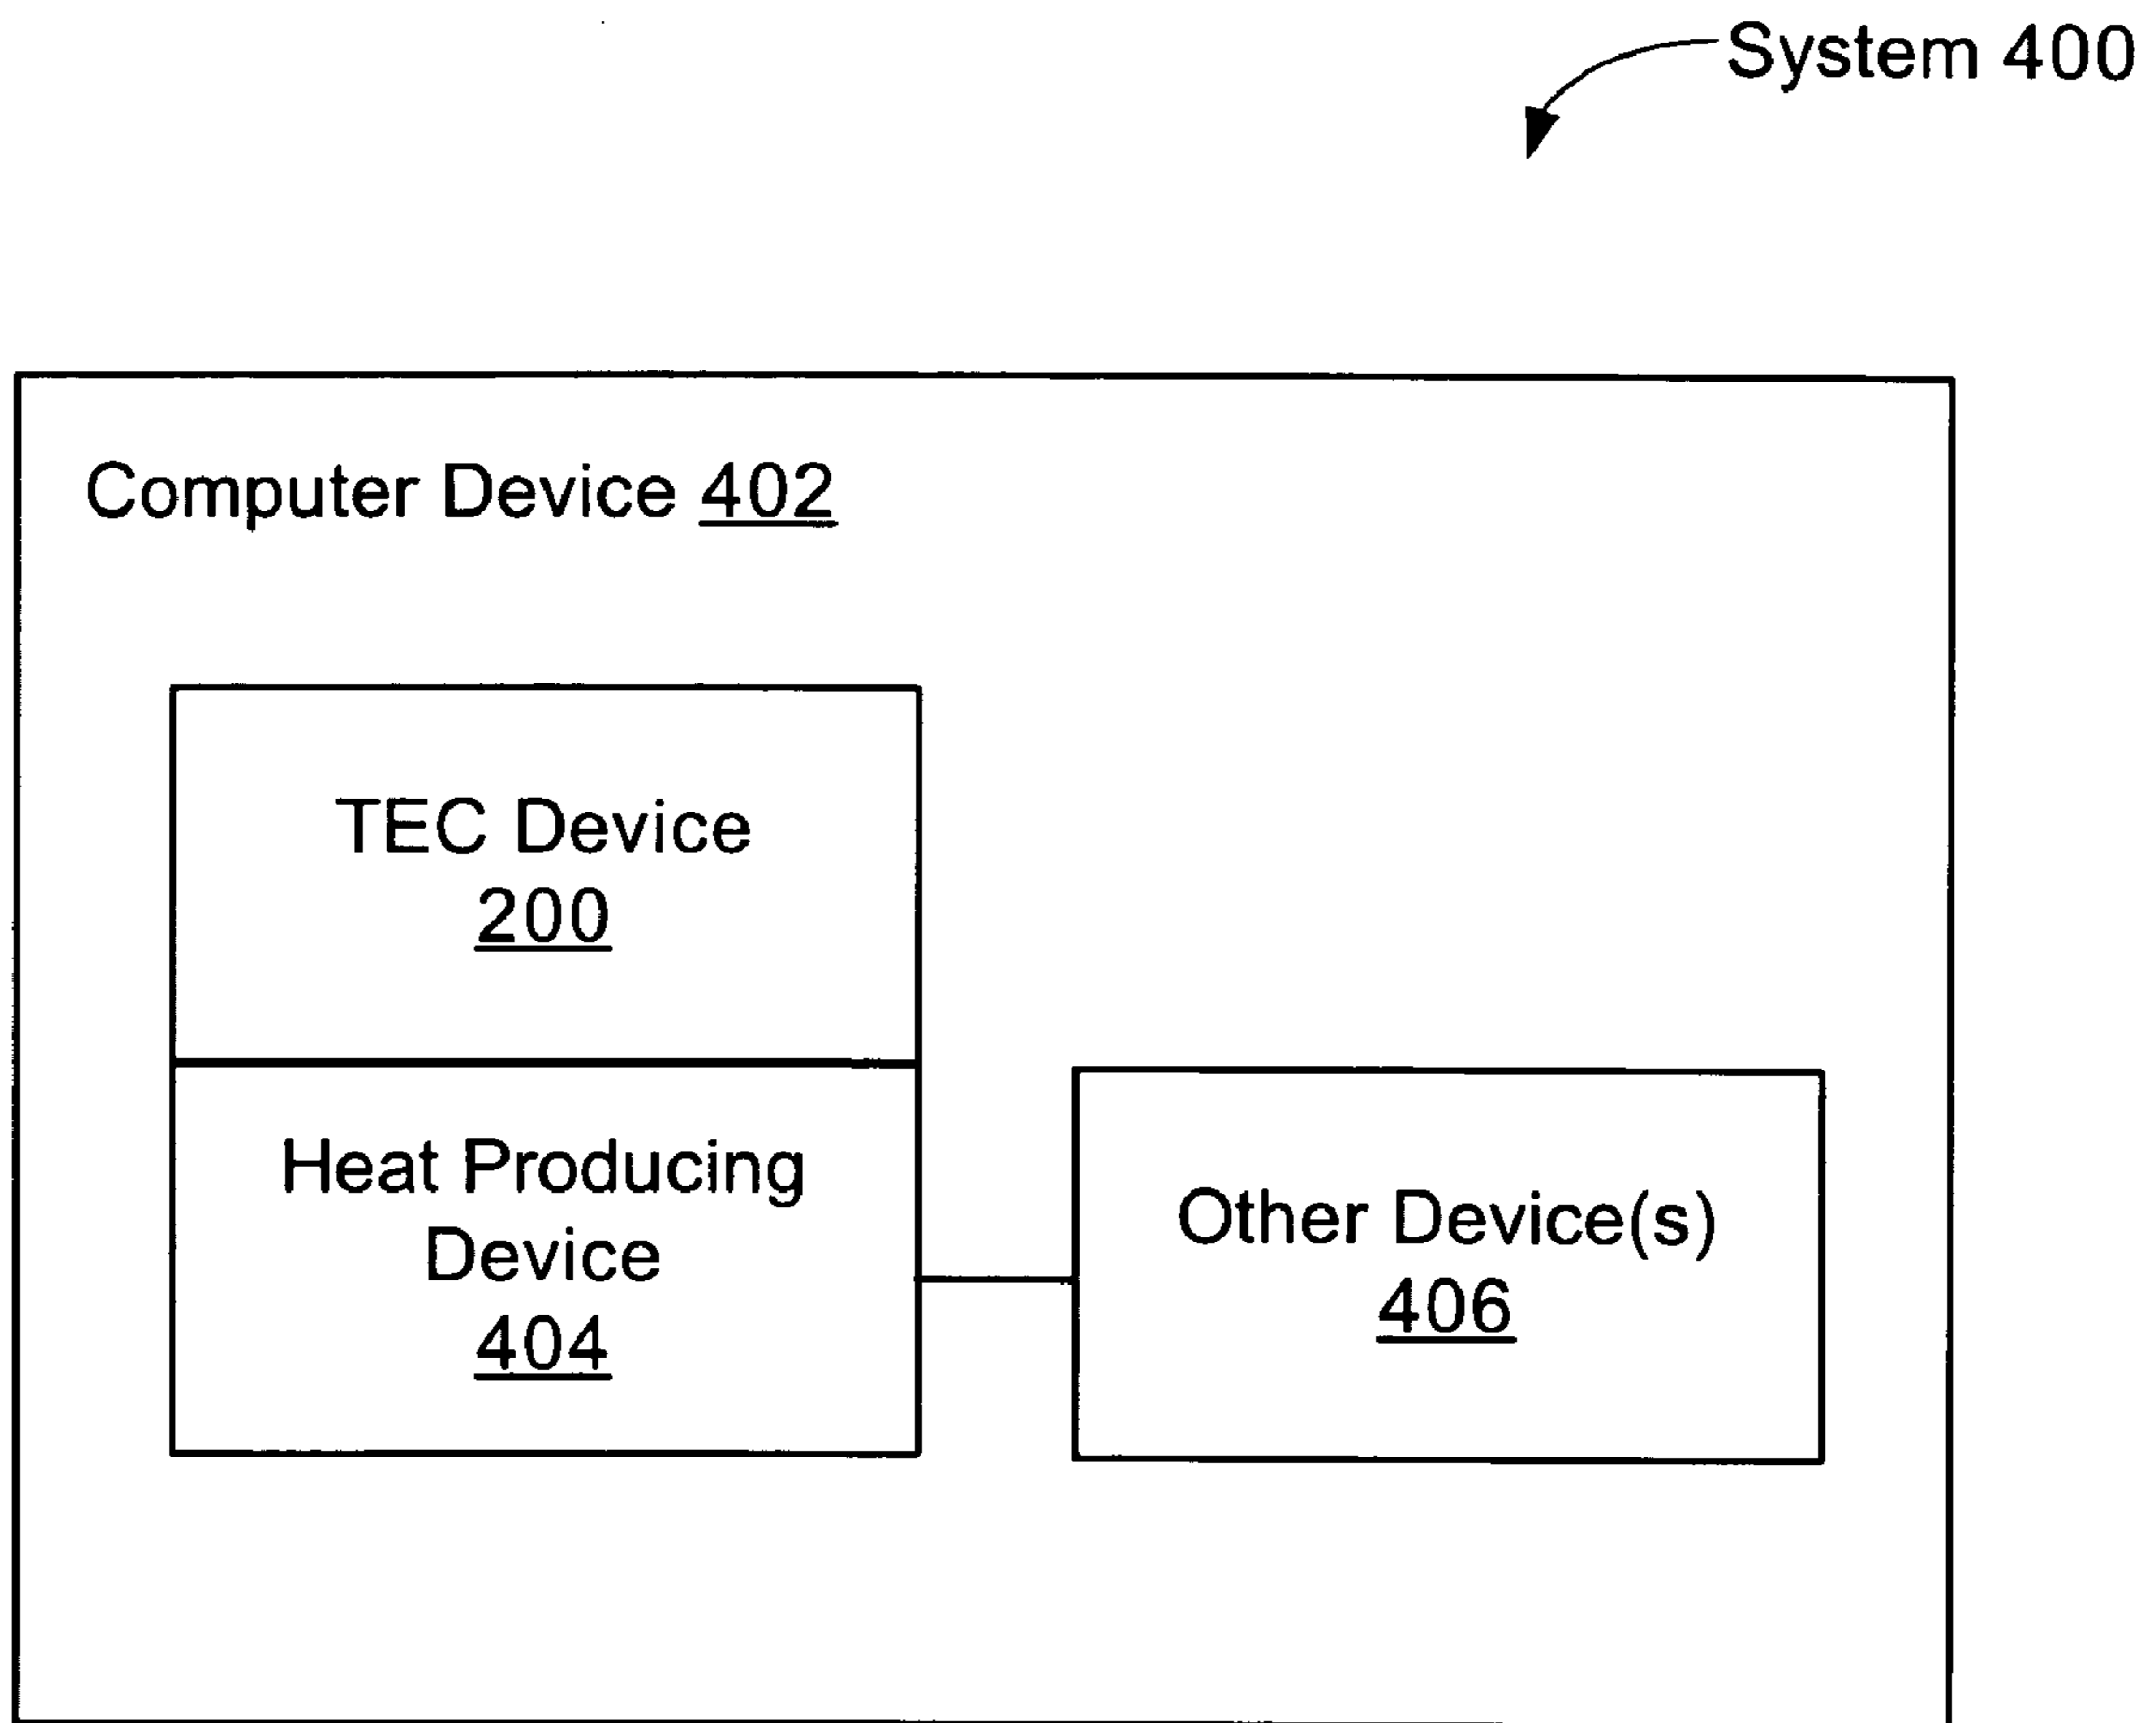 System 400
Computer Device 402
TEC Device
200
Heat Producing
Device
404
Other Device(s)
406